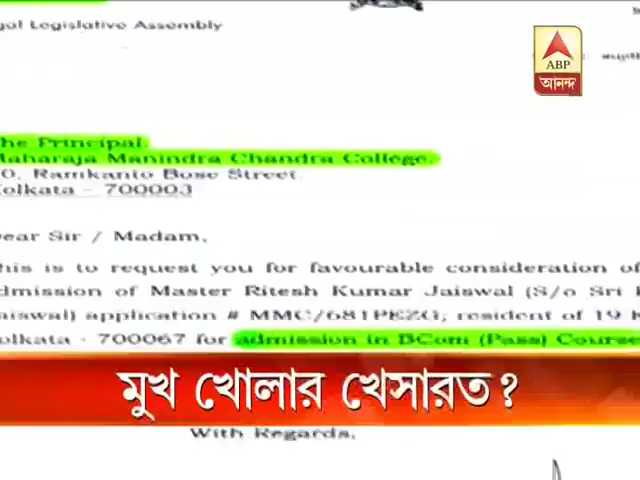 gal Legislative Assembly
ABP
আনন্দ
he Principal,
Maharaja Manindra Chandra College,
0, Ramkanto Bose Street
Kolkata - 700003
ear Sir / Madam,
his is to request you for favourable consideration of
dmission of Master Ritesh Kumar Jaiswal (S/o Sri
aiswal) application # MMC/681PEZG, resident of 19
olkata - 700067 for admission in BCom (Pass) Course
মুখ খোলার খেসারত?
With Regards,